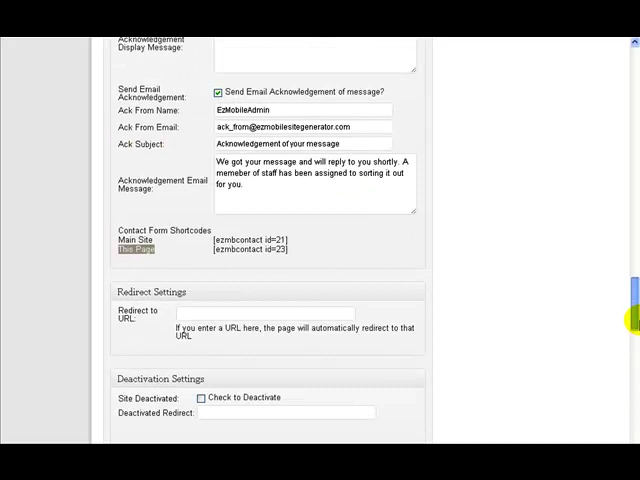 Acknowledgement
Display Message:
Send Email
Acknowledgement:
Send Email Acknowledgement of message?
Ack From Name:
EzMobileAdmin
Ack From Email:
ack_from@ezmobilesitegenerator.com
Ack Subject:
Acknowledgement of your message
Acknowledgement Email
Message:
We got your message and will reply to you shortly. A
memeber of staff has been assigned to sorting it out
for you.
Contact Form Shortcodes
Main Site
[ezmbcontact id=21]
This Page
[ezmbcontact id=23]
Redirect Settings
Redirect to
URL:
If you enter a URL here, the page will automatically redirect to that
URL
Deactivation Settings
Site Deactivated:
Check to Deactivate
Deactivated Redirect: